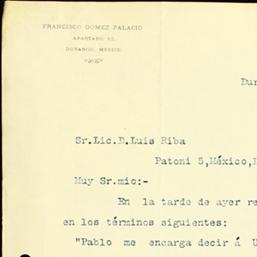 FRANCISCO GOMEZ PALACIO
APARTADO 42.
DURANGO, MEXICO.
Dur
Sr.Lic.D.Luis Riba
Patoni 5,México,D
Muy Sr.mio:-
En la tarde de ayer re
en los términos siguientes:
"Pablo me encarga decir á U